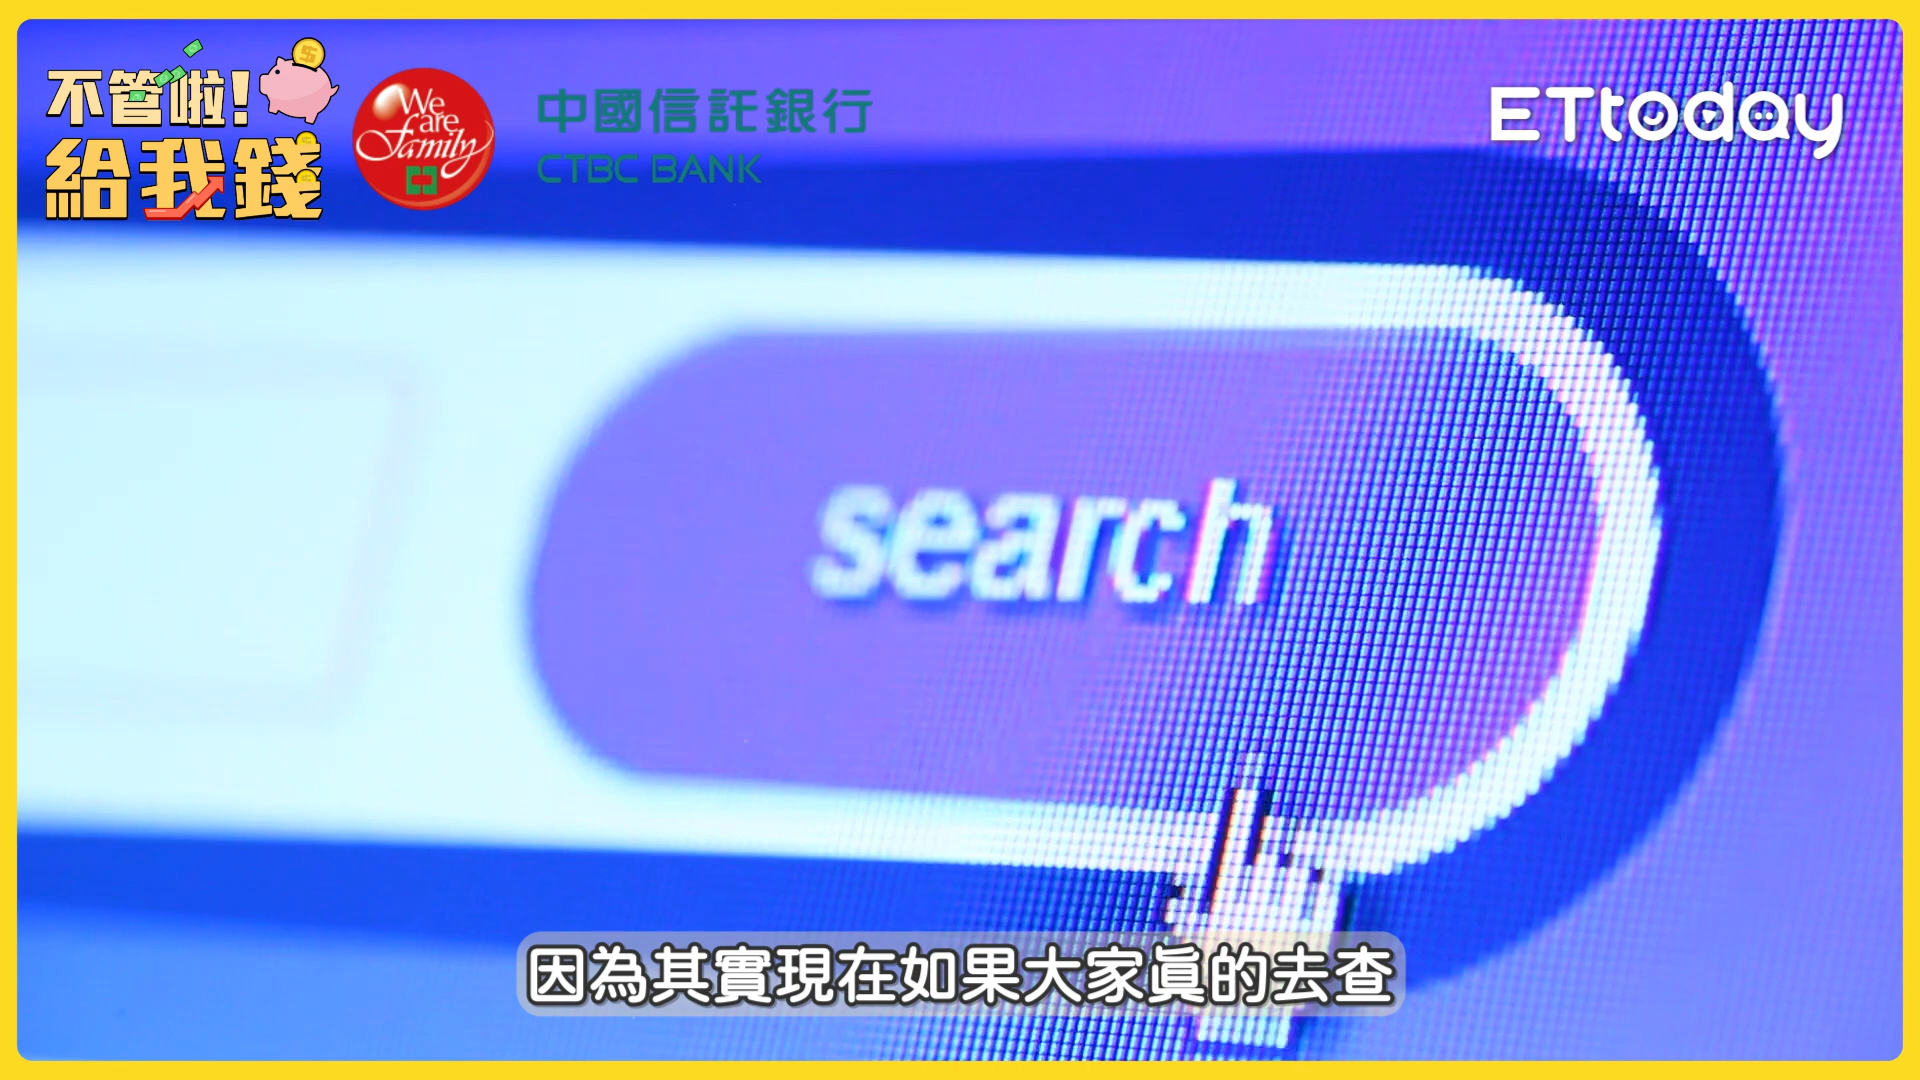 不管啦!
給我錢
We
are
Family
中國信託銀行
CTBC BANK
ETtoday
search
因為其實現在如果大家真的去查